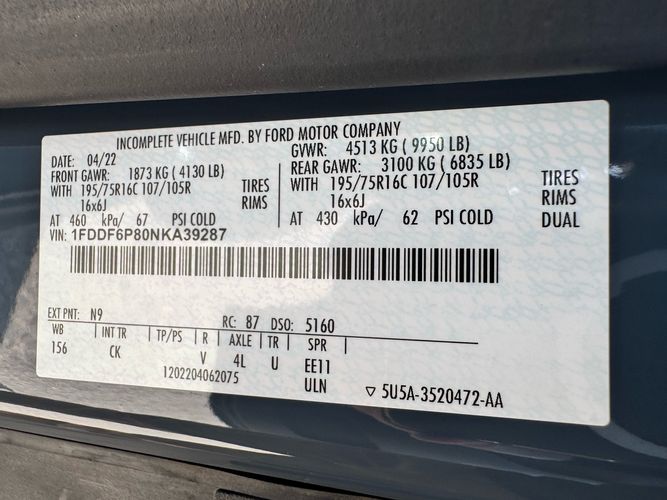 INCOMPLETE VEHICLE MFD. BY FORD MOTOR COMPANY
DATE: 04/22 GVWR: 4513 KG ( 9950 LB)
FRONT GAWR: 1873 KG ( 4130 LB) REAR GAWR: 3100 KG ( 6835 LB)
WITH 195/75R16C 107/105R TIRES WITH 195/75R16C 107/105R TIRES
16x6J RIMS 16x6J RIMS
AT 460 kPa/ 67 PSI COLD AT 430 kPa/ 62 PSI COLD DUAL
VIN: 1FDDF6P80NKA39287
EXT PNT: N9 RC: 87 DSO: 5160
WB INT TR TP/PS R AXLE TR SPR
156 CK V 4L U EE11
1202204062075 ULN
▽ 5U5A-3520472-AA